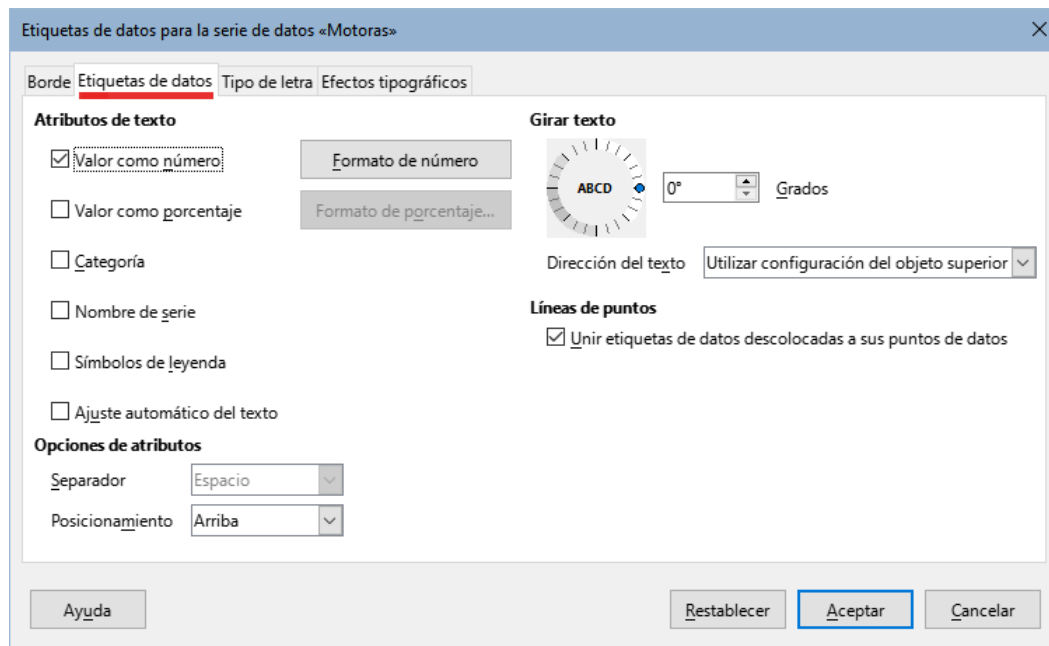 Etiquetas de datos para la serie de datos «Motoras»
Borde Etiquetas de datos Tipo de letra Efectos tipográficos
Atributos de texto
Valor como número
Formato de número
Valor como porcentaje
Formato de porcentaje...
Categoría
Nombre de serie
Símbolos de leyenda
Ajuste automático del texto
Opciones de atributos
Separador
Espacio
Posicionamiento
Arriba
Girar texto
ABCD
0°
Grados
Dirección del texto
Utilizar configuración del objeto superior
Líneas de puntos
Unir etiquetas de datos descolocadas a sus puntos de datos
Ayuda
Restablecer
Aceptar
Cancelar